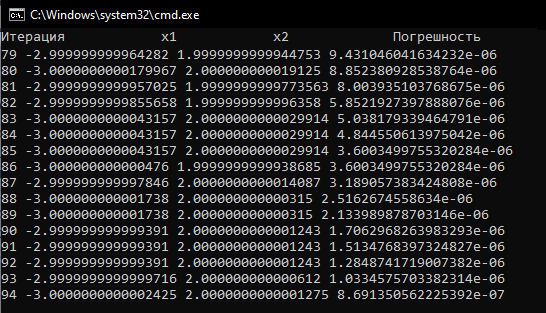 C:\Windows\system32\cmd.exe
Итерация x1 x2 Погрешность
79 -2.999999999964282 1.9999999999944753 9.431046041634232e-06
80 -3.0000000000179967 2.000000000019125 8.852380928538764e-06
81 -2.9999999999957025 1.9999999999773563 8.003935103768675e-06
82 -2.9999999999855658 1.999999999996358 5.8521927397888076e-06
83 -3.0000000000043157 2.0000000000029914 5.038179339464791e-06
84 -3.0000000000043157 2.0000000000029914 4.8445506139750​42e-06
85 -3.0000000000043157 2.0000000000029914 3.6003499755320284e-06
86 -3.000000000000476 1.9999999999938685 3.6003499755320284e-06
87 -2.999999999997846 2.0000000000014087 3.189057383424808e-06
88 -3.000000000001738 2.000000000000315 2.5162674558634e-06
89 -3.000000000001738 2.000000000000315 2.133989878703146e-06
90 -2.999999999999391 2.0000000000001243 1.7062968263983293e-06
91 -2.999999999999391 2.0000000000001243 1.5134768397324827e-06
92 -2.999999999999391 2.0000000000001243 1.2848741719007382e-06
93 -2.9999999999999716 2.000000000000612 1.0334575703382314e-06
94 -3.0000000000002425 2.0000000000001275 8.691350562225392e-07